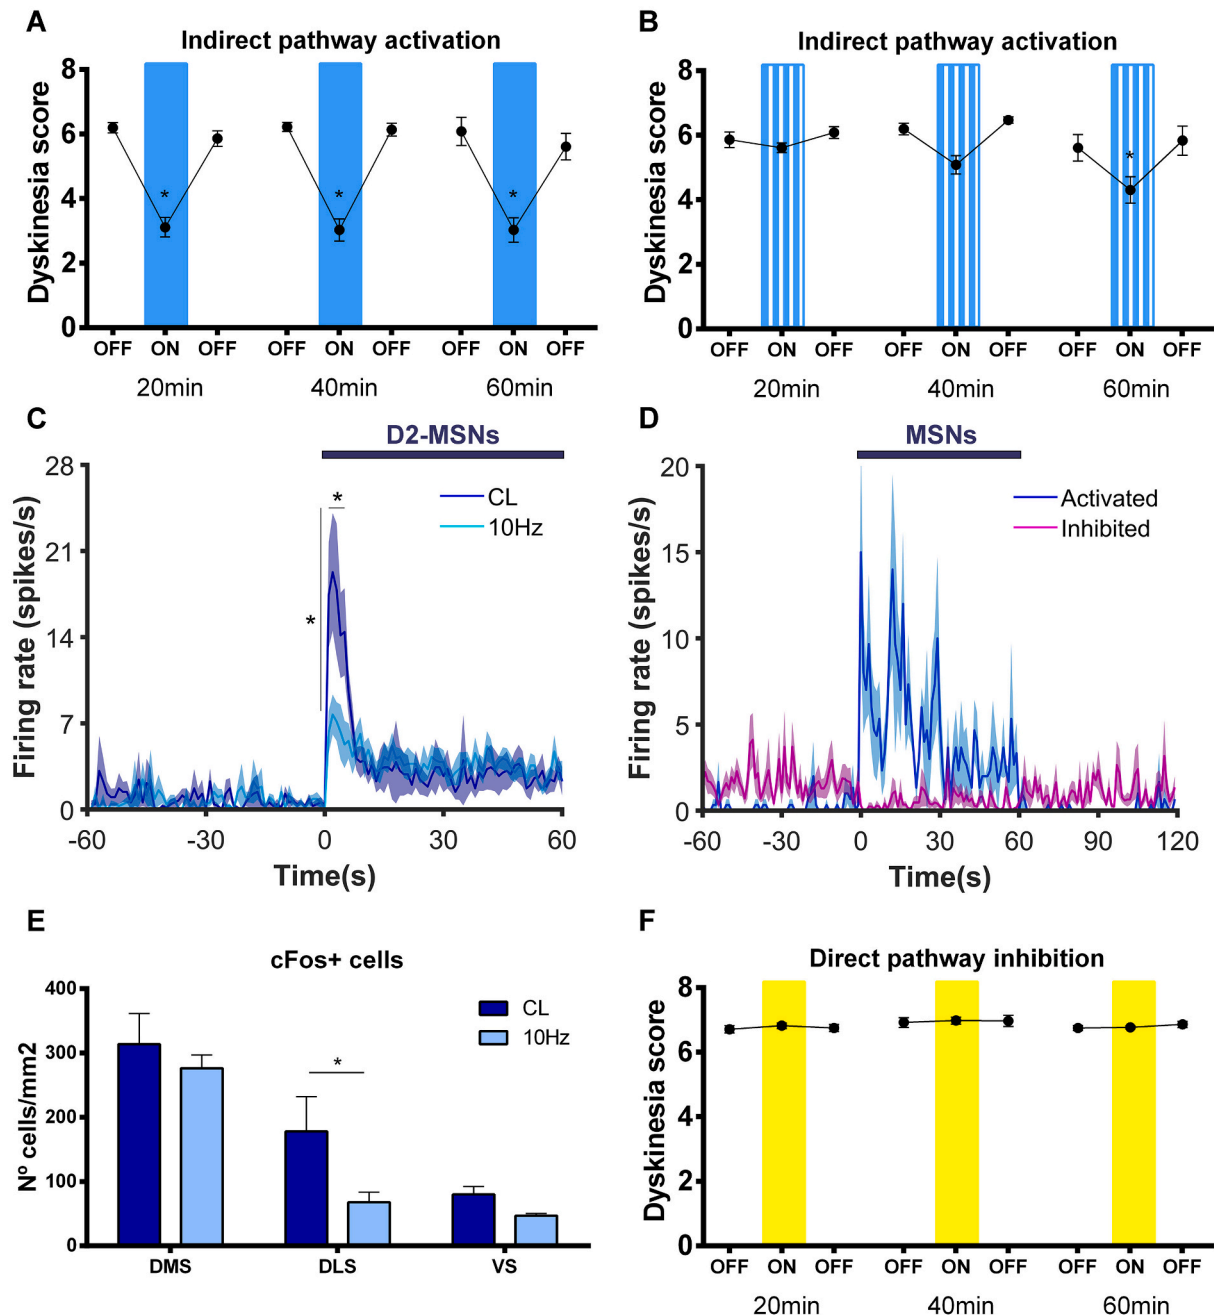 A
Indirect pathway activation
Dyskinesia score
8
6
4
2
0
* * *
OFF ON OFF OFF ON OFF OFF ON OFF
20min 40min 60min
B
Indirect pathway activation
Dyskinesia score
8
6
4
2
0
*
OFF ON OFF OFF ON OFF OFF ON OFF
20min 40min 60min
C
D2-MSNs
Firing rate (spikes/s)
28
21
14
7
0
*
*
CL
10Hz
-60 -30 0 30 60
Time(s)
D
MSNs
Firing rate (spikes/s)
20
15
10
5
0
Activated
Inhibited
-60 -30 0 30 60 90 120
Time(s)
E
cFos+ cells
Nº cells/mm2
400
300
200
100
0
*
CL
10Hz
DMS DLS VS
F
Direct pathway inhibition
Dyskinesia score
8
6
4
2
0
OFF ON OFF OFF ON OFF OFF ON OFF
20min 40min 60min